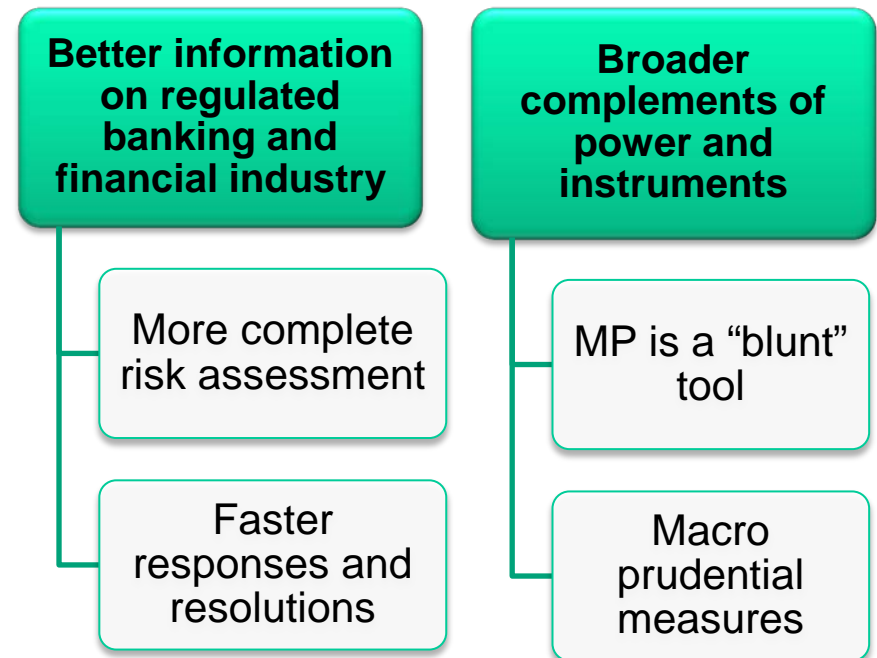 Better information
on regulated
banking and
financial industry
More complete
risk assessment
Faster
responses and
resolutions
Broader
complements of
power and
instruments
MP is a “blunt”
tool
Macro
prudential
measures